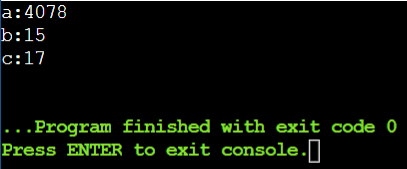 a:4078
b:15
c:17
...Program finished with exit code 0
Press ENTER to exit console.